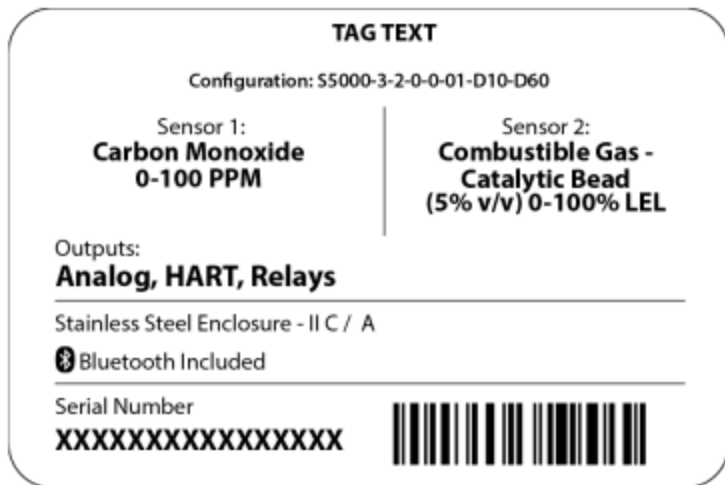 TAG TEXT
Configuration: S5000-3-2-0-0-01-D10-D60
Sensor 1:
Carbon Monoxide
0-100 PPM
Sensor 2:
Combustible Gas -
Catalytic Bead
(5% v/v) 0-100% LEL
Outputs:
Analog, HART, Relays
Stainless Steel Enclosure - II C / A
Bluetooth Included
Serial Number
XXXXXXXXXXXXXXXX